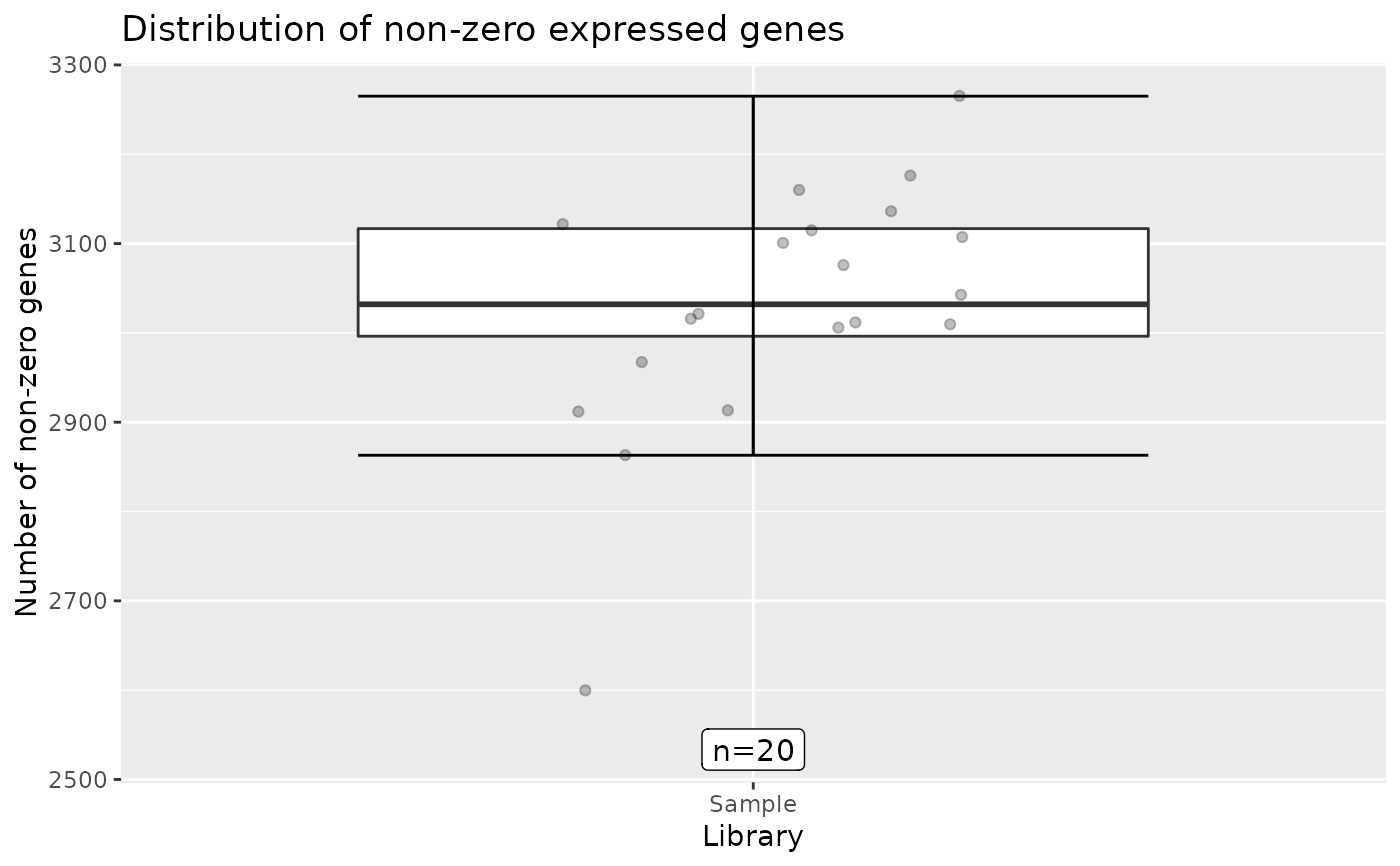 Distribution of non-zero expressed genes
3300
3100
2900
2700
2500
Number of non-zero genes
n=20
Sample
Library